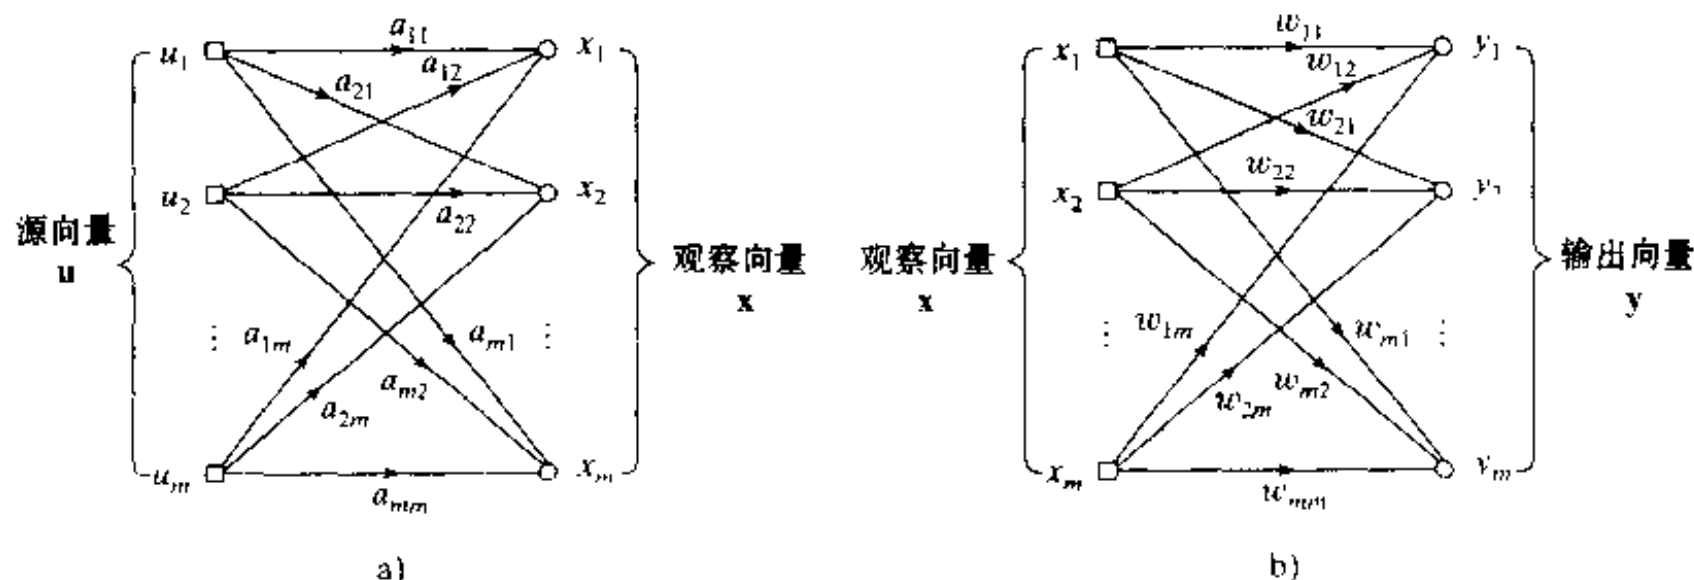 u₁ a₁₁ x₁
a₁₂
a₂₁
u₂ a₂₂ x₂
源向量
u
观察向量
x
⋮ a₁ₘ aₘ₁ ⋮
aₘ₂
a₂ₘ
uₘ aₘₘ xₘ
a)
x₁ w₁₁ y₁
w₁₂
w₂₁
x₂ w₂₂ y₂
观察向量
x
输出向量
y
⋮ w₁ₘ wₘ₁ ⋮
wₘ₂
w₂ₘ
xₘ wₘₘ yₘ
b)